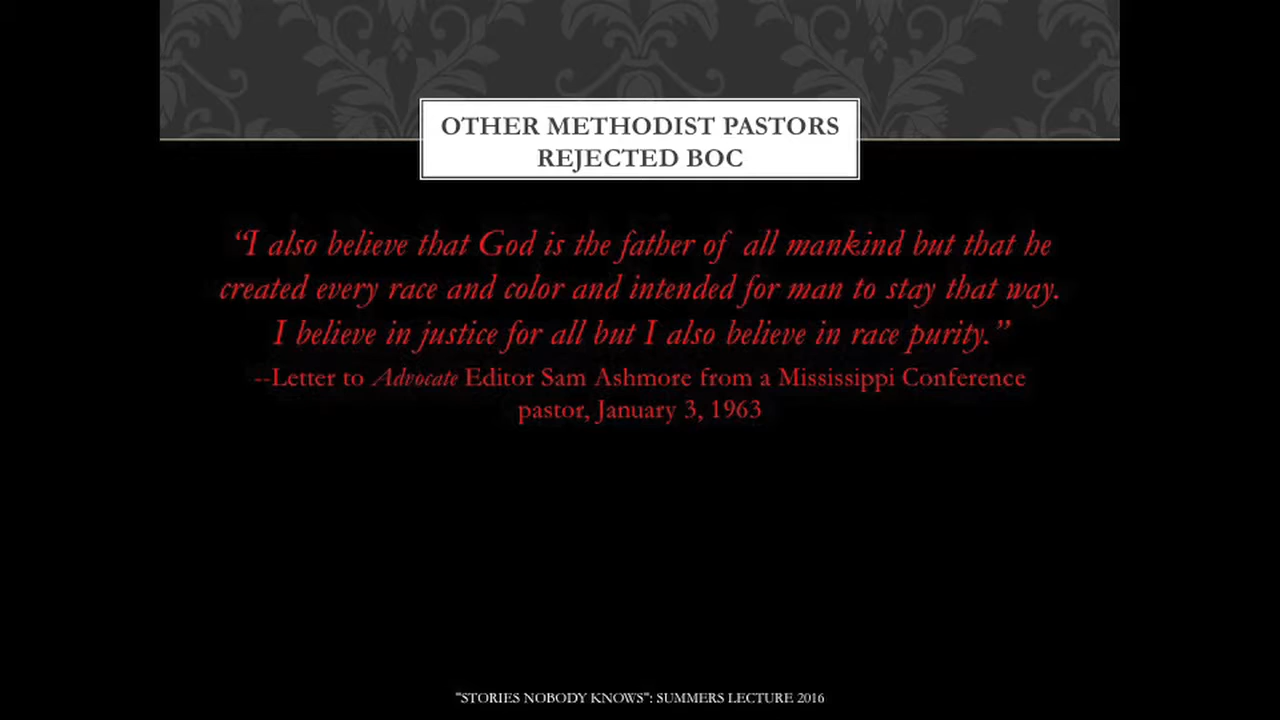 OTHER METHODIST PASTORS
REJECTED BOC
“I also believe that God is the father of all mankind but that he
created every race and color and intended for man to stay that way.
I believe in justice for all but I also believe in race purity.”
--Letter to Advocate Editor Sam Ashmore from a Mississippi Conference
pastor, January 3, 1963
"STORIES NOBODY KNOWS": SUMMERS LECTURE 2016